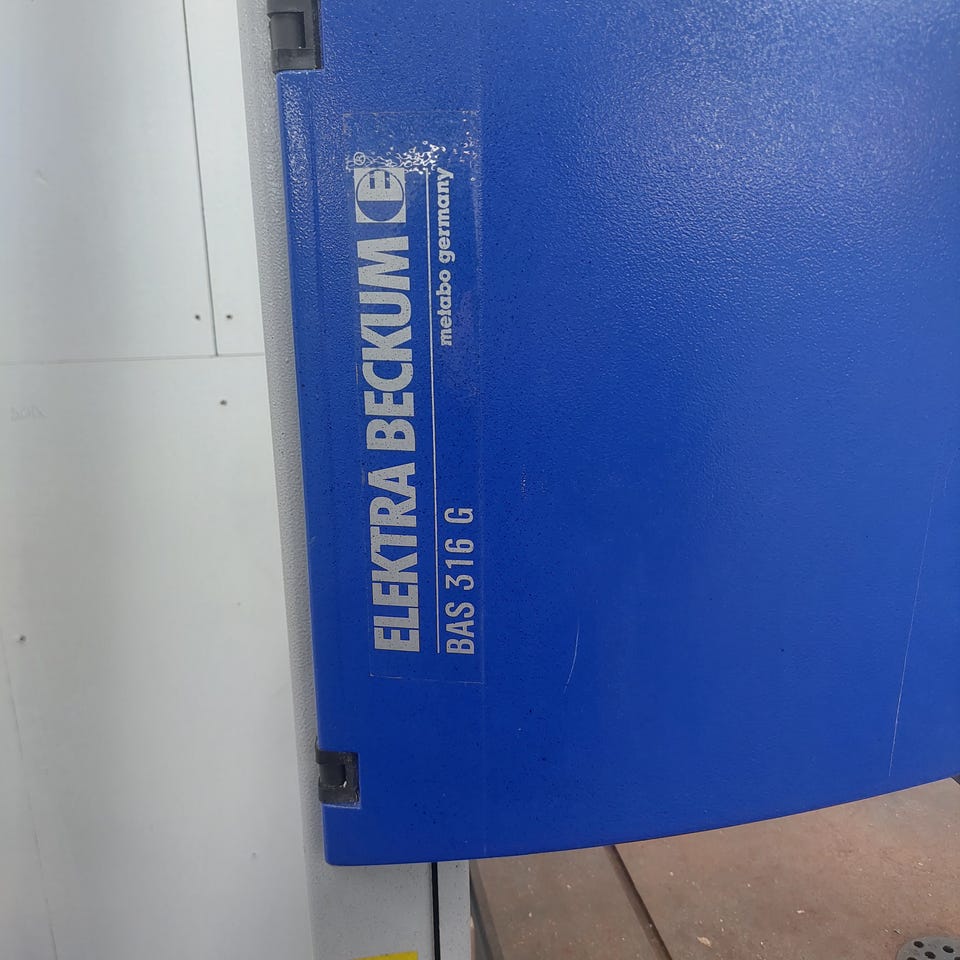 ELEKTRA BECKUM E®
metabo germany
BAS 316 G